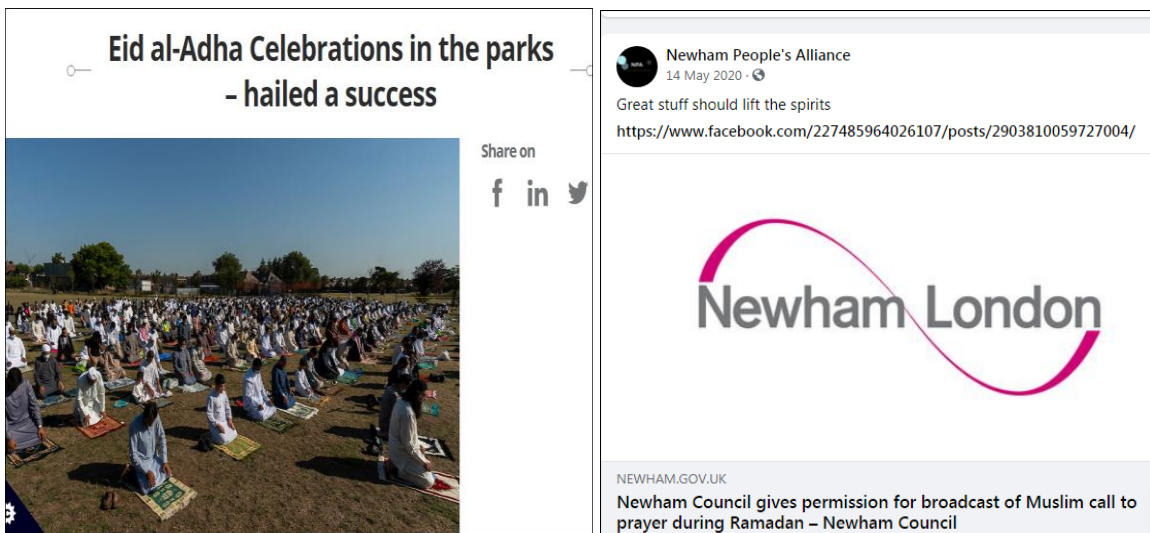 Eid al-Adha Celebrations in the parks
– hailed a success
Share on
Newham People's Alliance
14 May 2020 ·
Great stuff should lift the spirits
https://www.facebook.com/227485964026107/posts/2903810059727004/
Newham London
NEWHAM.GOV.UK
Newham Council gives permission for broadcast of Muslim call to
prayer during Ramadan – Newham Council